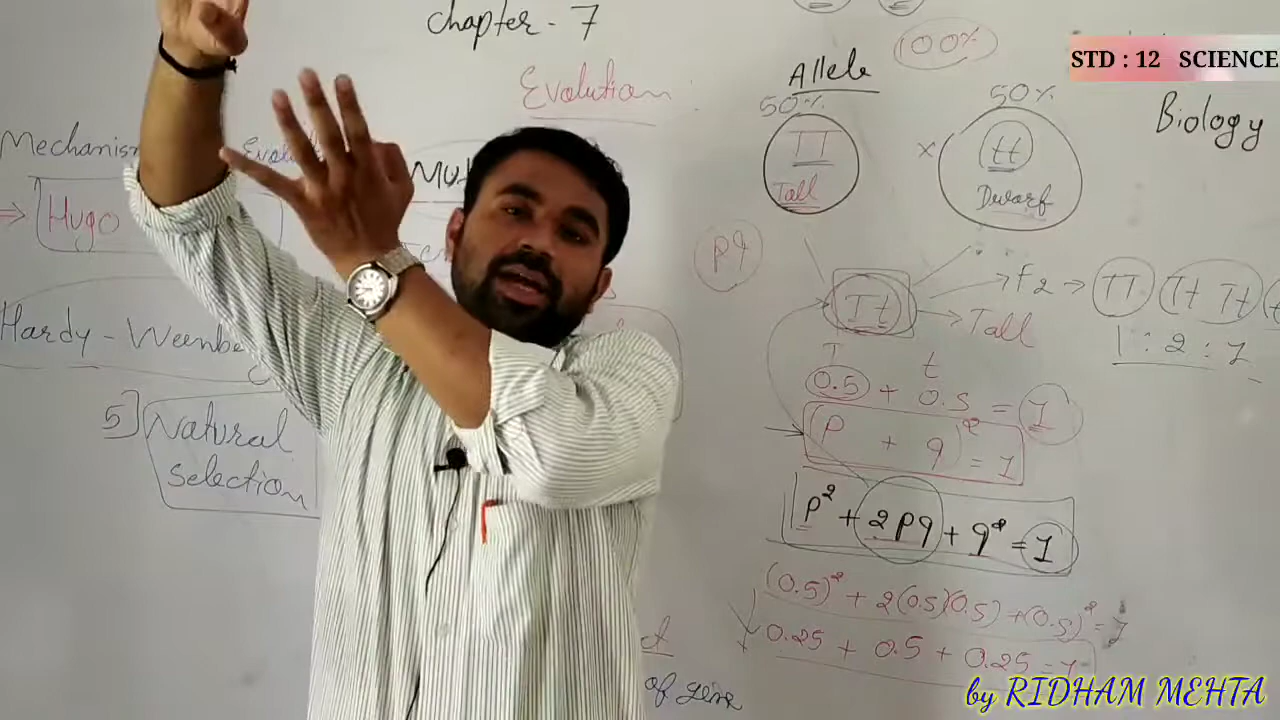 chapter - 7
100%
STD : 12 SCIENCE
Evolution
Allele
50%
50%
Biology
TT
Tall
x
tt
Dwarf
Hugo
Pq
Tt
F2
TT
Tt
Tt
Tall
1 : 2 : 1
Hardy -
T
t
0.5 + 0.5 = 1
5] Natural
selection
P + q = 1
P² + 2Pq + q² = 1
(0.5)² + 2(0.5)(0.5) + (0.5)² = 1
0.25 + 0.5 + 0.25 = 1
of gene
by RIDHAM MEHTA